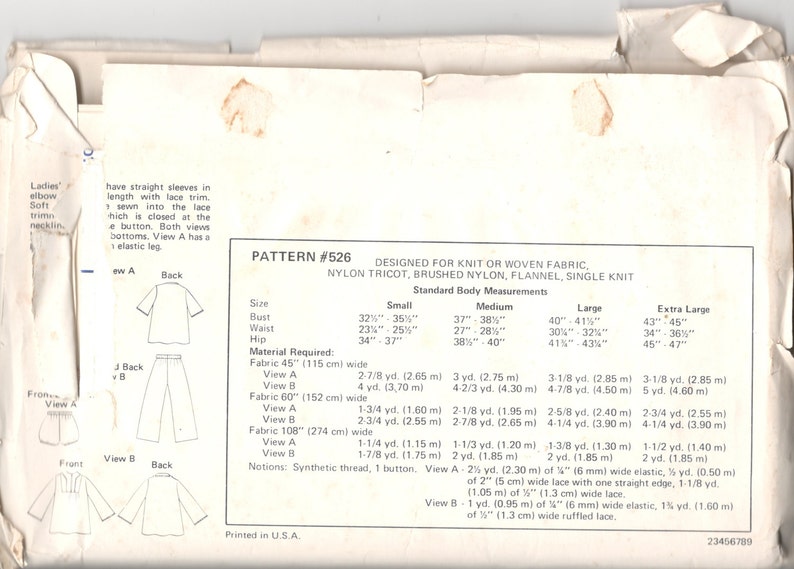 Ladies' have straight sleeves in
elbow length with lace trim.
Soft a sewn into the lace
trimm which is closed at the
necklin e button. Both views
bottoms. View A has a
n elastic leg.
ew A
Back
d Back
w B
Fron
View A
View B
Front
Back
PATTERN #526 DESIGNED FOR KNIT OR WOVEN FABRIC,
NYLON TRICOT, BRUSHED NYLON, FLANNEL, SINGLE KNIT
Standard Body Measurements
Size Small Medium Large Extra Large
Bust 32½" - 35½" 37" - 38½" 40" - 41½" 43" - 45"
Waist 23¼" - 25½" 27" - 28½" 30¼" - 32¼" 34" - 36½"
Hip 34" - 37" 38½" - 40" 41¾" - 43¼" 45" - 47"
Material Required:
Fabric 45" (115 cm) wide
View A 2-7/8 yd. (2.65 m) 3 yd. (2.75 m) 3-1/8 yd. (2.85 m) 3-1/8 yd. (2.85 m)
View B 4 yd. (3.70 m) 4-2/3 yd. (4.30 m) 4-7/8 yd. (4.50 m) 5 yd. (4.60 m)
Fabric 60" (152 cm) wide
View A 1-3/4 yd. (1.60 m) 2-1/8 yd. (1.95 m) 2-5/8 yd. (2.40 m) 2-3/4 yd. (2.55 m)
View B 2-3/4 yd. (2.55 m) 2-7/8 yd. (2.65 m) 4-1/4 yd. (3.90 m) 4-1/4 yd. (3.90 m)
Fabric 108" (274 cm) wide
View A 1-1/4 yd. (1.15 m) 1-1/3 yd. (1.20 m) 1-3/8 yd. (1.30 m) 1-1/2 yd. (1.40 m)
View B 1-7/8 yd. (1.75 m) 2 yd. (1.85 m) 2 yd. (1.85 m) 2 yd. (1.85 m)
Notions: Synthetic thread, 1 button. View A - 2½ yd. (2.30 m) of ¼" (6 mm) wide elastic, ½ yd. (0.50 m)
of 2" (5 cm) wide lace with one straight edge, 1-1/8 yd.
(1.05 m) of ½" (1.3 cm) wide lace.
View B - 1 yd. (0.95 m) of ¼" (6 mm) wide elastic, 1¾ yd. (1.60 m)
of ½" (1.3 cm) wide ruffled lace.
Printed in U.S.A.
23456789